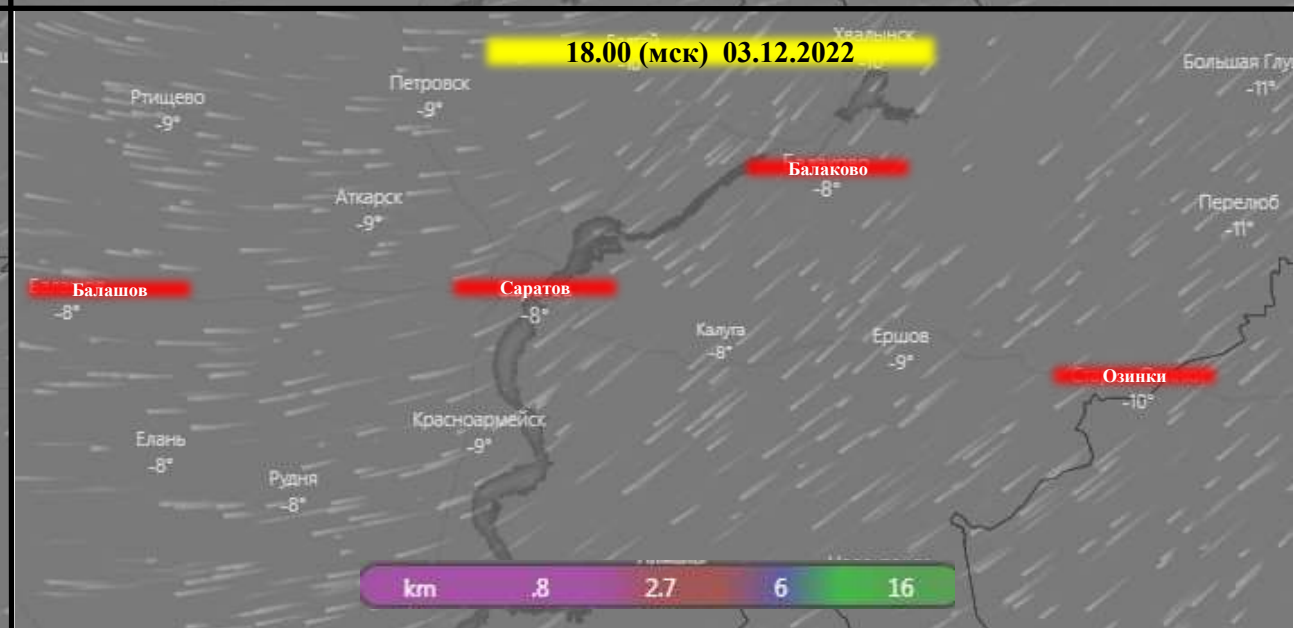 18.00 (мск) 03.12.2022
Хвалынск
Большая Глу
-11°
Петровск
-9°
Ртищево
-9°
Балаково
-8°
Аткарск
-9°
Перелюб
-11°
Балашов
-8°
Саратов
-8°
Калуга
-8°
Ершов
-9°
Озинки
-10°
Красноармейск
-9°
Елань
-8°
Рудня
-8°
km .8 2.7 6 16